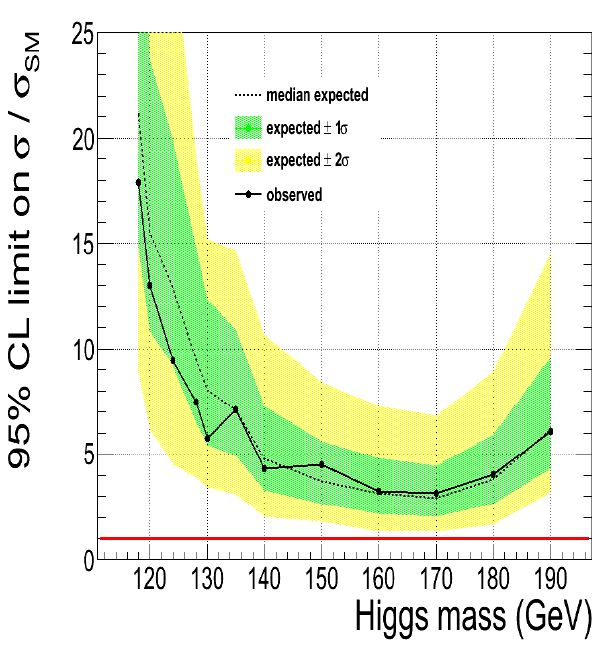 95% CL limit on σ / σSM
25
20
15
10
5
0
median expected
expected ± 1σ
expected ± 2σ
observed
120 130 140 150 160 170 180 190
Higgs mass (GeV)